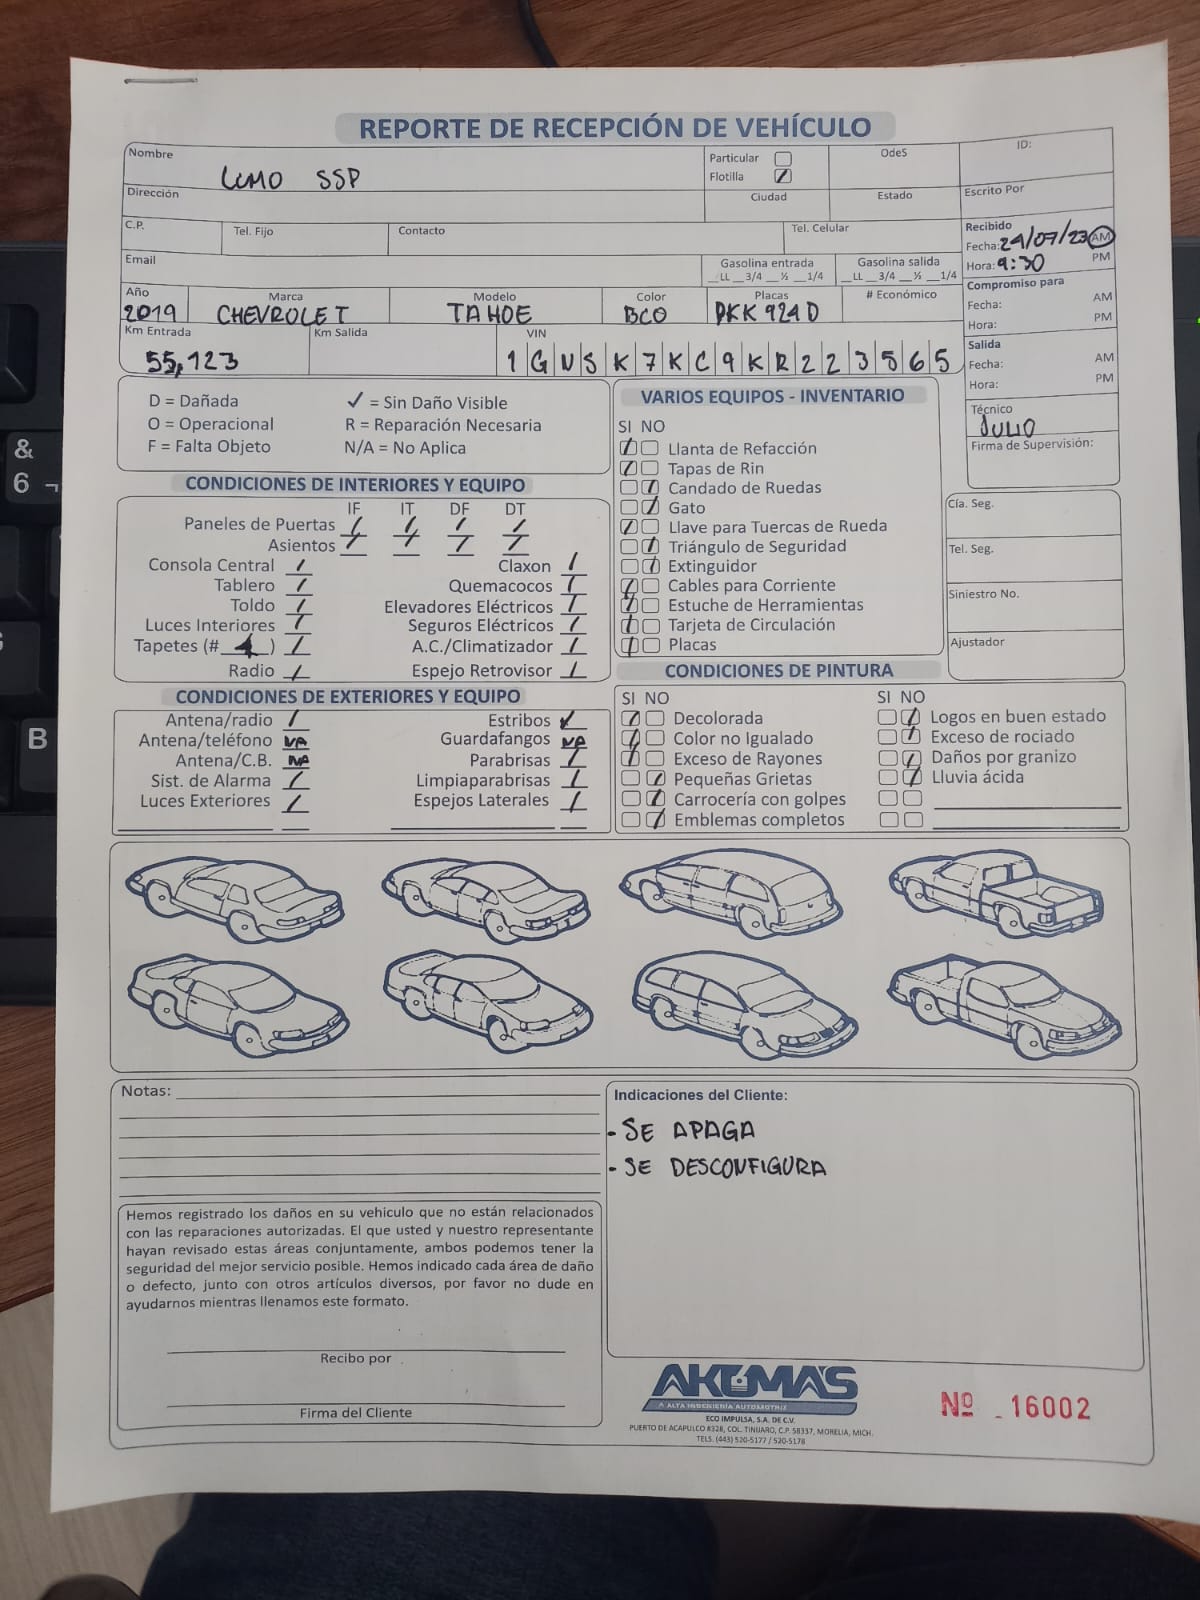 REPORTE DE RECEPCIÓN DE VEHÍCULO
Nombre LUMO SSP Particular OdeS ID:
Flotilla /
Dirección Ciudad Estado Escrito Por
C.P. Tel. Fijo Contacto Tel. Celular
Recibido
Fecha: 24/07/23 AM
Hora: 9:30 PM
Email Gasolina entrada Gasolina salida
__LL __3/4 __½ __1/4 __LL __3/4 __½ __1/4
Compromiso para
Fecha: AM
Hora: PM
Año Marca Modelo Color Placas # Económico
2019 CHEVROLET TAHOE BCO PKK 924 D
Km Entrada Km Salida VIN
55,123 1 G N S K 7 K C 9 K R 2 2 3 5 6 5
Salida
Fecha: AM
Hora: PM
Técnico
JULIO
Firma de Supervisión:
D = Dañada ✓ = Sin Daño Visible
O = Operacional R = Reparación Necesaria
F = Falta Objeto N/A = No Aplica
CONDICIONES DE INTERIORES Y EQUIPO
IF IT DF DT
Paneles de Puertas / / / /
Asientos / / / /
Consola Central / Claxon /
Tablero / Quemacocos /
Toldo / Elevadores Eléctricos /
Luces Interiores / Seguros Eléctricos /
Tapetes (# 4 ) / A.C./Climatizador /
Radio / Espejo Retrovisor /
VARIOS EQUIPOS - INVENTARIO
SI NO
Llanta de Refacción
Tapas de Rin
Candado de Ruedas
Gato
Llave para Tuercas de Rueda
Triángulo de Seguridad
Extinguidor
Cables para Corriente
Estuche de Herramientas
Tarjeta de Circulación
Placas
Cía. Seg.
Tel. Seg.
Siniestro No.
Ajustador
CONDICIONES DE EXTERIORES Y EQUIPO
Antena/radio / Estribos ✓
Antena/teléfono NA Guardafangos NA
Antena/C.B. NA Parabrisas /
Sist. de Alarma / Limpiaparabrisas /
Luces Exteriores / Espejos Laterales /
CONDICIONES DE PINTURA
SI NO SI NO
Decolorada Logos en buen estado
Color no Igualado Exceso de rociado
Exceso de Rayones Daños por granizo
Pequeñas Grietas Lluvia ácida
Carrocería con golpes
Emblemas completos
Notas:
Indicaciones del Cliente:
- SE APAGA
- SE DESCONFIGURA
Hemos registrado los daños en su vehiculo que no están relacionados
con las reparaciones autorizadas. El que usted y nuestro representante
hayan revisado estas áreas conjuntamente, ambos podemos tener la
seguridad del mejor servicio posible. Hemos indicado cada área de daño
o defecto, junto con otros artículos diversos, por favor no dude en
ayudarnos mientras llenamos este formato.
Recibo por
Firma del Cliente
AKUMA'S
A ALTA INGENIERÍA AUTOMOTRIZ
ECO IMPULSA, S.A. DE C.V.
PUERTO DE ACAPULCO #328, COL. TINIJARO, C.P. 58337, MORELIA, MICH.
TELS. (443) 520-5177 / 520-5178
Nº 16002
&
6 ¬
B